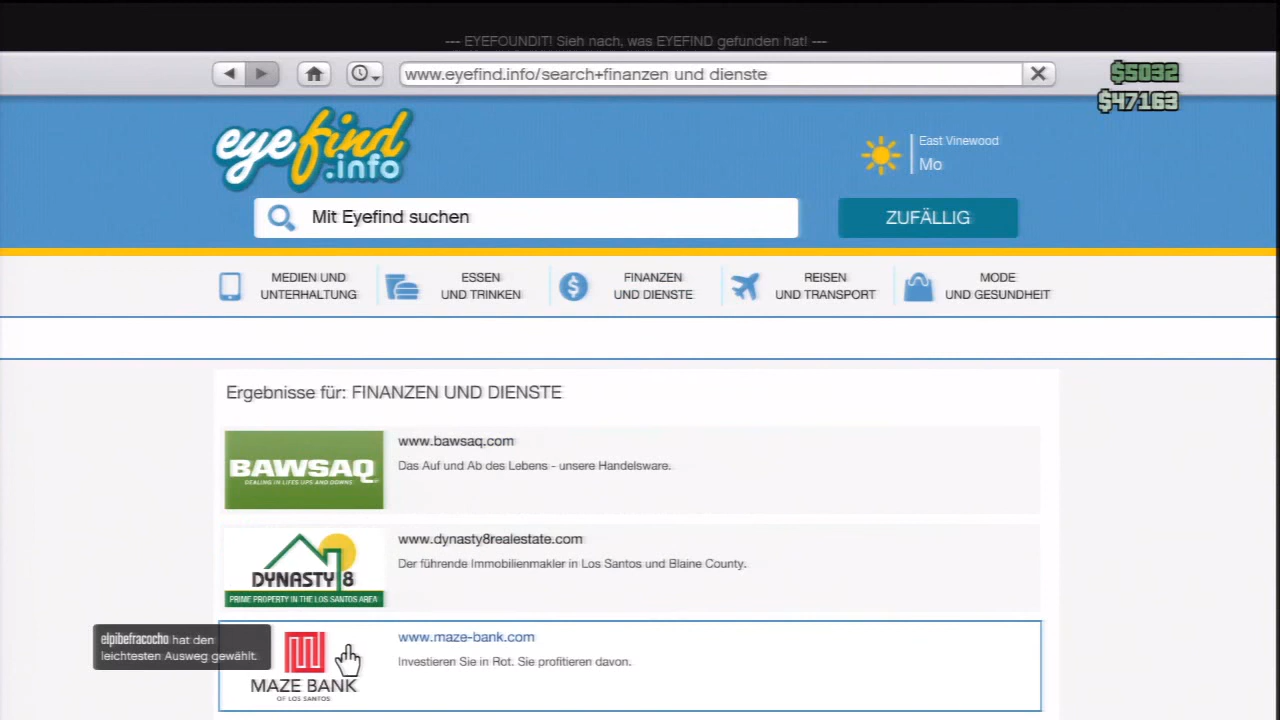 --- EYEFOUNDIT! Sieh nach, was EYEFIND gefunden hat! ---
www.eyefind.info/search+finanzen und dienste
$5032
$47163
eyefind
.info
East Vinewood
Mo
Mit Eyefind suchen
ZUFÄLLIG
MEDIEN UND
UNTERHALTUNG
ESSEN
UND TRINKEN
FINANZEN
UND DIENSTE
REISEN
UND TRANSPORT
MODE
UND GESUNDHEIT
Ergebnisse für: FINANZEN UND DIENSTE
BAWSAQ
DEALING IN LIFES UPS AND DOWNS
www.bawsaq.com
Das Auf und Ab des Lebens - unsere Handelsware.
DYNASTY 8
PRIME PROPERTY IN THE LOS SANTOS AREA
www.dynasty8realestate.com
Der führende Immobilienmakler in Los Santos und Blaine County.
elpibefracocho hat den
leichtesten Ausweg gewählt.
MAZE BANK
OF LOS SANTOS
www.maze-bank.com
Investieren Sie in Rot. Sie profitieren davon.